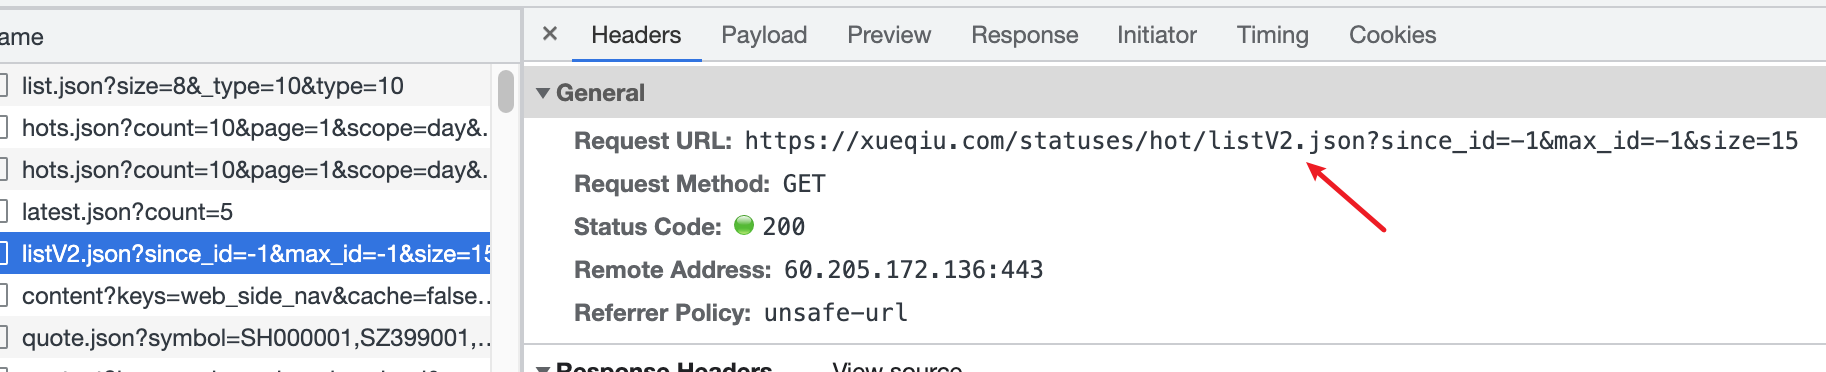 ame
list.json?size=8&_type=10&type=10
hots.json?count=10&page=1&scope=day&.
hots.json?count=10&page=1&scope=day&.
latest.json?count=5
listV2.json?since_id=-1&max_id=-1&size=15
content?keys=web_side_nav&cache=false…
quote.json?symbol=SH000001,SZ399001,…
× Headers Payload Preview Response Initiator Timing Cookies
▼ General
Request URL: https://xueqiu.com/statuses/hot/listV2.json?since_id=-1&max_id=-1&size=15
Request Method: GET
Status Code: 200
Remote Address: 60.205.172.136:443
Referrer Policy: unsafe-url
▼ Response Headers View source